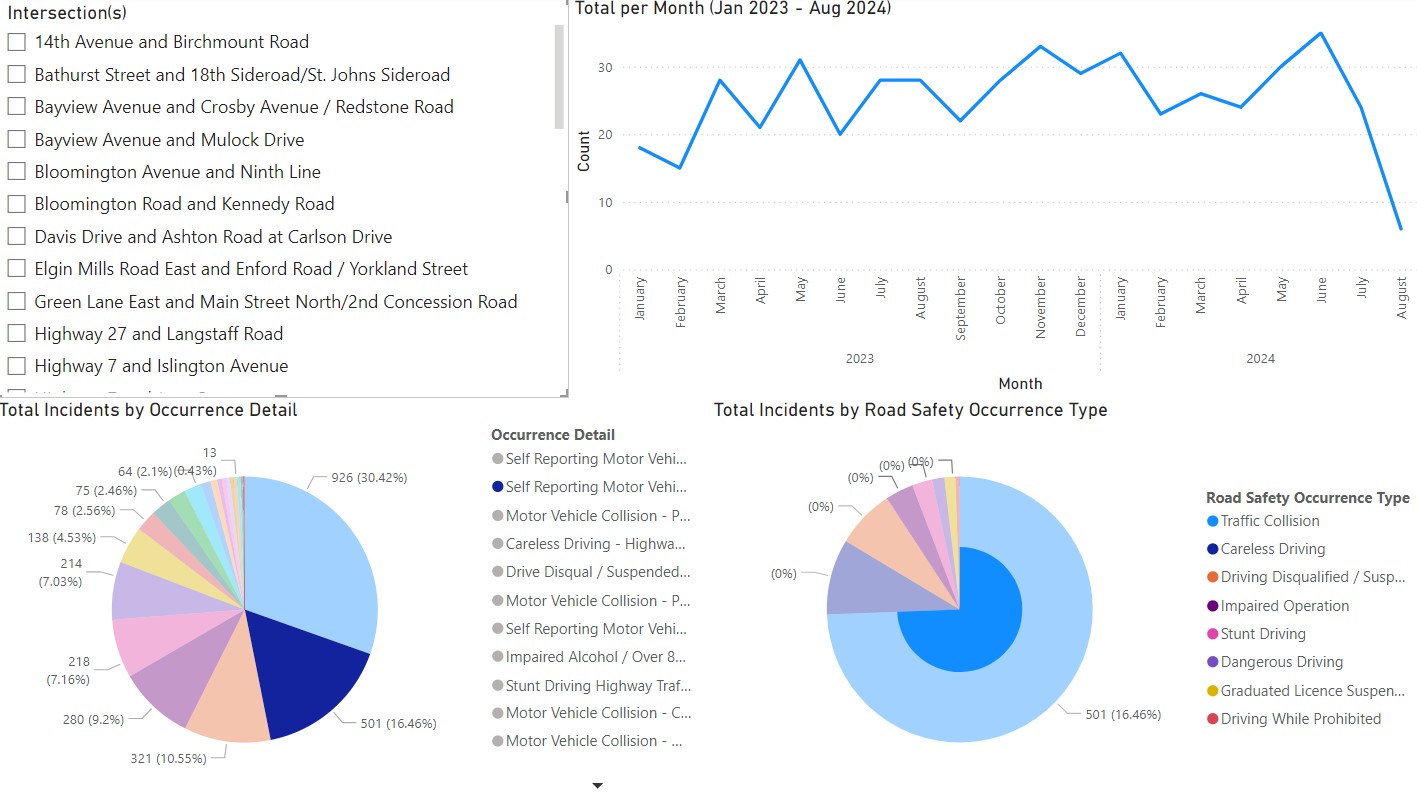 Intersection(s)
14th Avenue and Birchmount Road
Bathurst Street and 18th Sideroad/St. Johns Sideroad
Bayview Avenue and Crosby Avenue / Redstone Road
Bayview Avenue and Mulock Drive
Bloomington Avenue and Ninth Line
Bloomington Road and Kennedy Road
Davis Drive and Ashton Road at Carlson Drive
Elgin Mills Road East and Enford Road / Yorkland Street
Green Lane East and Main Street North/2nd Concession Road
Highway 27 and Langstaff Road
Highway 7 and Islington Avenue
Total per Month (Jan 2023 - Aug 2024)
Count
30
20
10
0
January
February
March
April
May
June
July
August
September
October
November
December
January
February
March
April
May
June
July
August
2023
2024
Month
Total Incidents by Occurrence Detail
13
(0.43%)
64 (2.1%)
75 (2.46%)
78 (2.56%)
138 (4.53%)
214
(7.03%)
218
(7.16%)
280 (9.2%)
321 (10.55%)
501 (16.46%)
926 (30.42%)
Occurrence Detail
Self Reporting Motor Vehi...
Self Reporting Motor Vehi...
Motor Vehicle Collision - P...
Careless Driving - Highwa...
Drive Disqual / Suspended...
Motor Vehicle Collision - P...
Self Reporting Motor Vehi...
Impaired Alcohol / Over 8...
Stunt Driving Highway Traf...
Motor Vehicle Collision - C...
Motor Vehicle Collision - ...
Total Incidents by Road Safety Occurrence Type
(0%)
(0%)
(0%)
(0%)
(0%)
501 (16.46%)
Road Safety Occurrence Type
Traffic Collision
Careless Driving
Driving Disqualified / Susp...
Impaired Operation
Stunt Driving
Dangerous Driving
Graduated Licence Suspen...
Driving While Prohibited